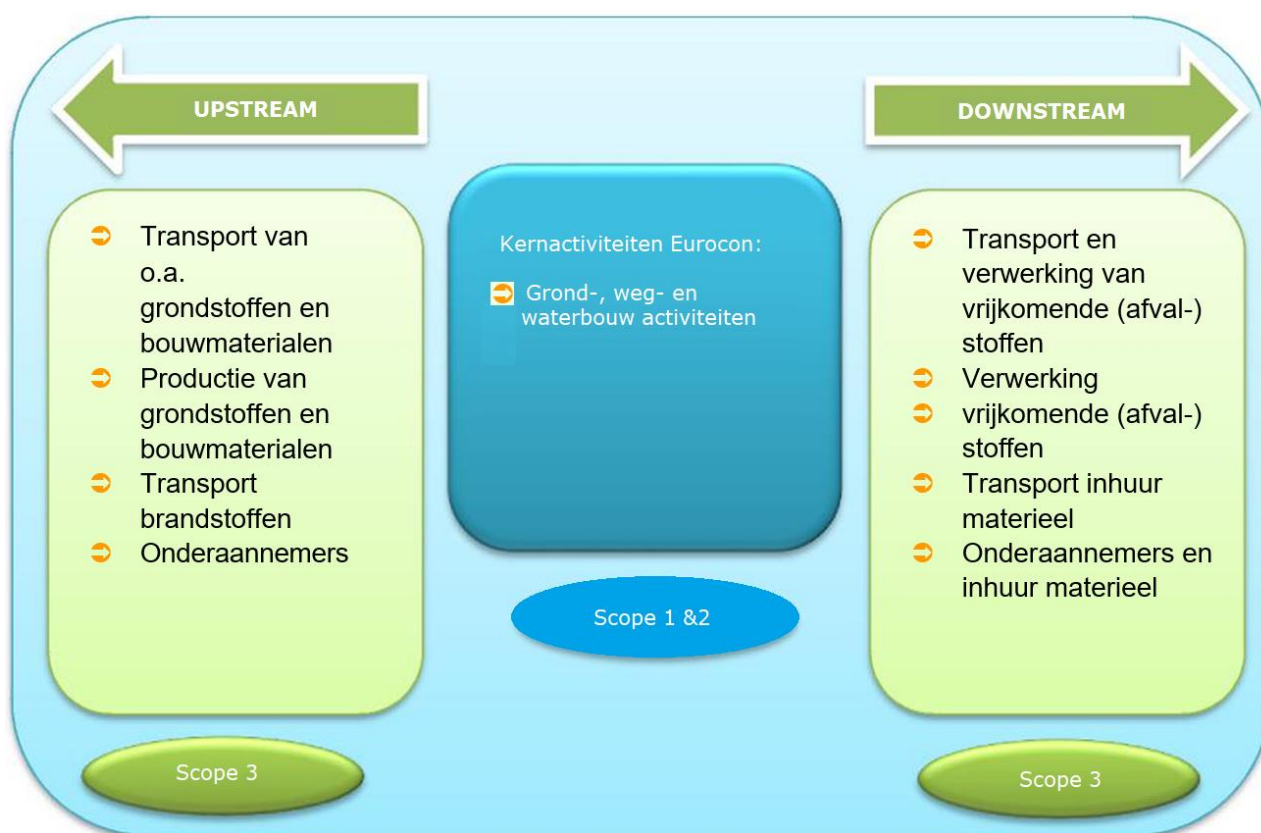 UPSTREAM
Transport van
o.a.
grondstoffen en
bouwmaterialen
Productie van
grondstoffen en
bouwmaterialen
Transport
brandstoffen
Onderaannemers
Scope 3
Kernactiviteiten Eurocon:
Grond-, weg- en
waterbouw activiteiten
Scope 1 &2
DOWNSTREAM
Transport en
verwerking van
vrijkomende (afval-)
stoffen
Verwerking
vrijkomende (afval-)
stoffen
Transport inhuur
materieel
Onderaannemers en
inhuur materieel
Scope 3